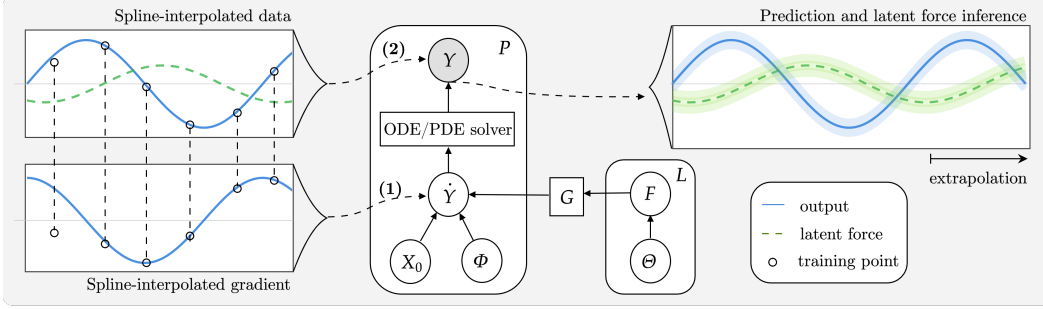 Spline-interpolated data
Prediction and latent force inference
(2)
Y
P
ODE/PDE solver
(1)
Ẏ
G
F
L
X₀
Φ
Θ
extrapolation
output
latent force
training point
Spline-interpolated gradient